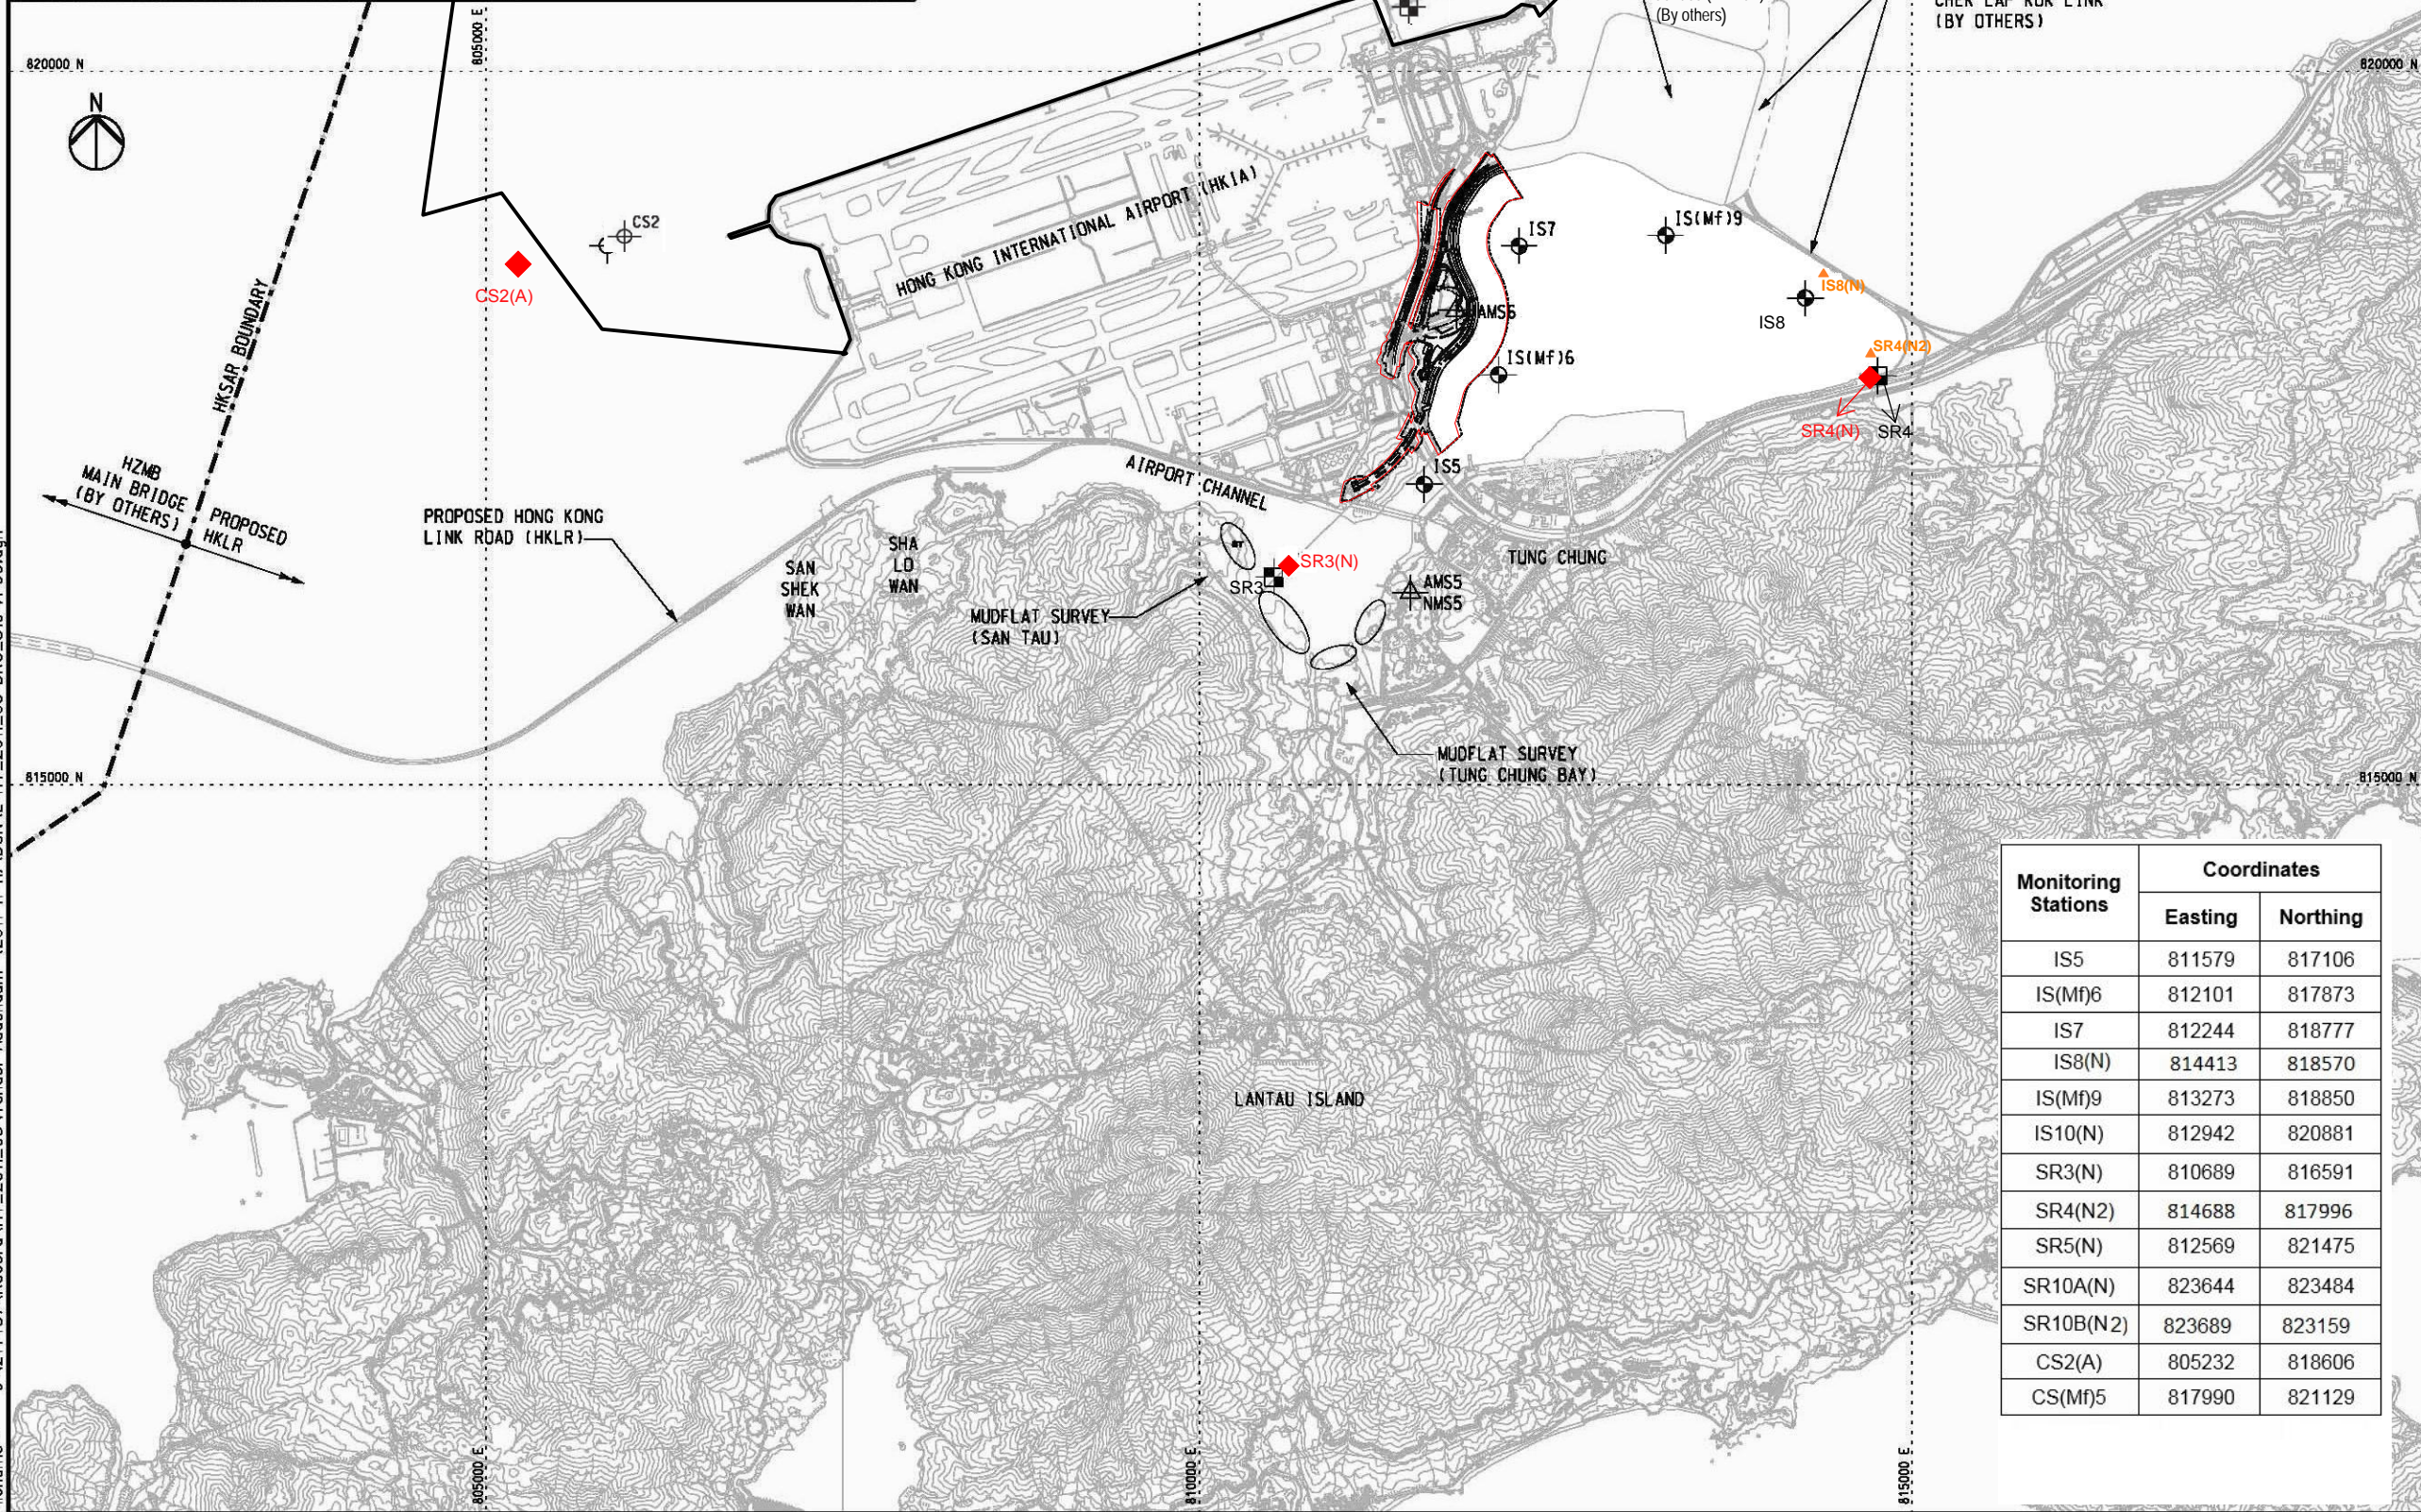 (By others)
(BY OTHERS)
805000 E
820000 N
820000 N
N
HONG KONG INTERNATIONAL AIRPORT (HKIA)
CS2
CS2(A)
IS7
IS(Mf)9
IS8(N)
IS8
AMS6
IS(Mf)6
SR4(N2)
SR4(N)
SR4
HKSAR BOUNDARY
HZMB
MAIN BRIDGE
(BY OTHERS)
PROPOSED
HKLR
PROPOSED HONG KONG
LINK ROAD (HKLR)
AIRPORT CHANNEL
IS5
SAN
SHEK
WAN
SHA
LO
WAN
ST
SR3(N)
SR3
TUNG CHUNG
AMS5
NMS5
MUDFLAT SURVEY
(SAN TAU)
MUDFLAT SURVEY
(TUNG CHUNG BAY)
815000 N
815000 N
LANTAU ISLAND
Monitoring Stations Coordinates
Easting Northing
IS5 811579 817106
IS(Mf)6 812101 817873
IS7 812244 818777
IS8(N) 814413 818570
IS(Mf)9 813273 818850
IS10(N) 812942 820881
SR3(N) 810689 816591
SR4(N2) 814688 817996
SR5(N) 812569 821475
SR10A(N) 823644 823484
SR10B(N2) 823689 823159
CS2(A) 805232 818606
CS(Mf)5 817990 821129
805000 E
810000 E
815000 E